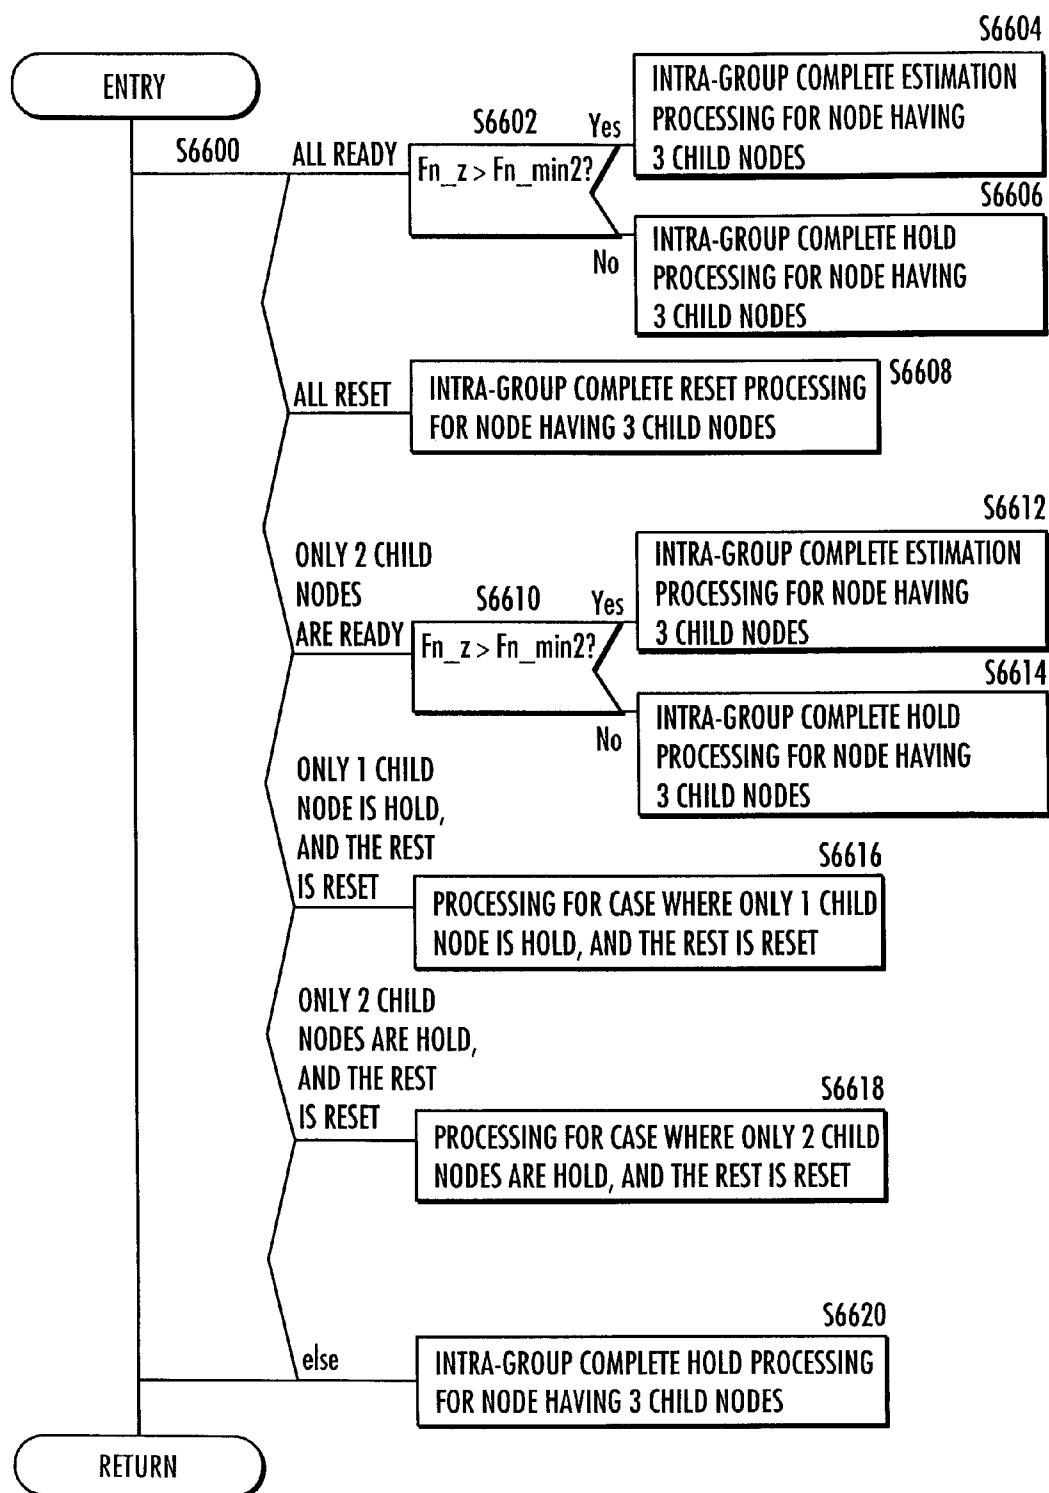 S6604
ENTRY
INTRA-GROUP COMPLETE ESTIMATION
PROCESSING FOR NODE HAVING
3 CHILD NODES
S6600
ALL READY
S6602
Yes
Fn_z > Fn_min2?
No
S6606
INTRA-GROUP COMPLETE HOLD
PROCESSING FOR NODE HAVING
3 CHILD NODES
ALL RESET
INTRA-GROUP COMPLETE RESET PROCESSING
FOR NODE HAVING 3 CHILD NODES
S6608
S6612
ONLY 2 CHILD
NODES
ARE READY
S6610
Yes
Fn_z > Fn_min2?
No
INTRA-GROUP COMPLETE ESTIMATION
PROCESSING FOR NODE HAVING
3 CHILD NODES
S6614
INTRA-GROUP COMPLETE HOLD
PROCESSING FOR NODE HAVING
3 CHILD NODES
ONLY 1 CHILD
NODE IS HOLD,
AND THE REST
IS RESET
S6616
PROCESSING FOR CASE WHERE ONLY 1 CHILD
NODE IS HOLD, AND THE REST IS RESET
ONLY 2 CHILD
NODES ARE HOLD,
AND THE REST
IS RESET
S6618
PROCESSING FOR CASE WHERE ONLY 2 CHILD
NODES ARE HOLD, AND THE REST IS RESET
S6620
else
INTRA-GROUP COMPLETE HOLD PROCESSING
FOR NODE HAVING 3 CHILD NODES
RETURN